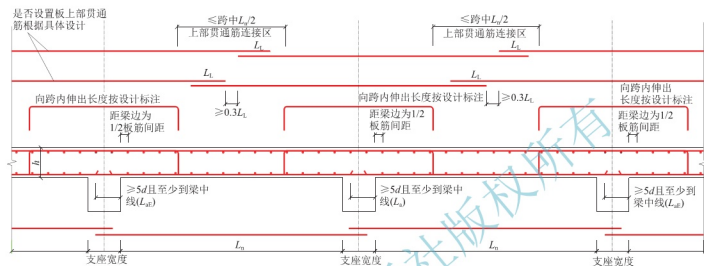 是否设置板上部贯通
筋根据具体设计
≤跨中Ln/2
上部贯通筋连接区
≤跨中Ln/2
上部贯通筋连接区
LL
LL
LL
LL
≥0.3LL
≥0.3LL
向跨内伸出长度按设计标注
向跨内伸出长度按设计标注
向跨内伸出
长度按设计标注
距梁边为
1/2板筋间距
距梁边为1/2
板筋间距
距梁边为1/2
板筋间距
h
≥5d且至少到梁中
线(LaE)
≥5d且至少到梁中
线(La)
≥5d且至少到
梁中线(LaE)
Ln
Ln
支座宽度
支座宽度
支座宽度
社版权所有